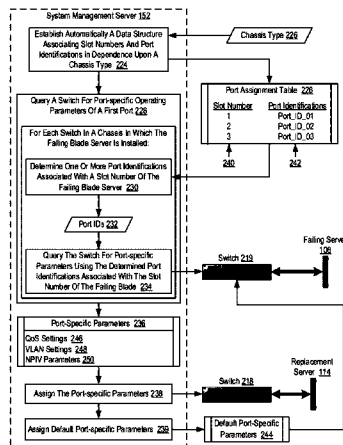 System Management Server 152
Establish Automatically A Data Structure
Associating Slot Numbers And Port
Identifications In Dependence Upon A
Chassis Type
224
Chassis Type 226
Query A Switch For Port-specific Operating
Parameters Of A First Port 228
For Each Switch In A Chases In Which The
Failing Blade Server Is Installed:
Determine One or More Port Identifications
Associated With A Slot Number Of The
Failing Blade Server
230
Port IDs 232
Query The Switch For Port-specific
Parameters Using The Determined Port
Identifications Associated With The Slot
Number Of The Failing Blade 234
Port Assignment Table 228
Slot Number Port Identifications
1 Port_ID_01
2 Port_ID_02
3 Port_ID_03
240 242
Failing Server
106
Switch 219
Port-Specific Parameters 236
QoS Settings 246
VLAN Settings 248
NPIV Parameters 250
Replacement
Server
114
Switch 218
Assign The Port-specific Parameters 238
Assign Default Port-specific Parameters 239
Default Port-Specific
Parameters 244